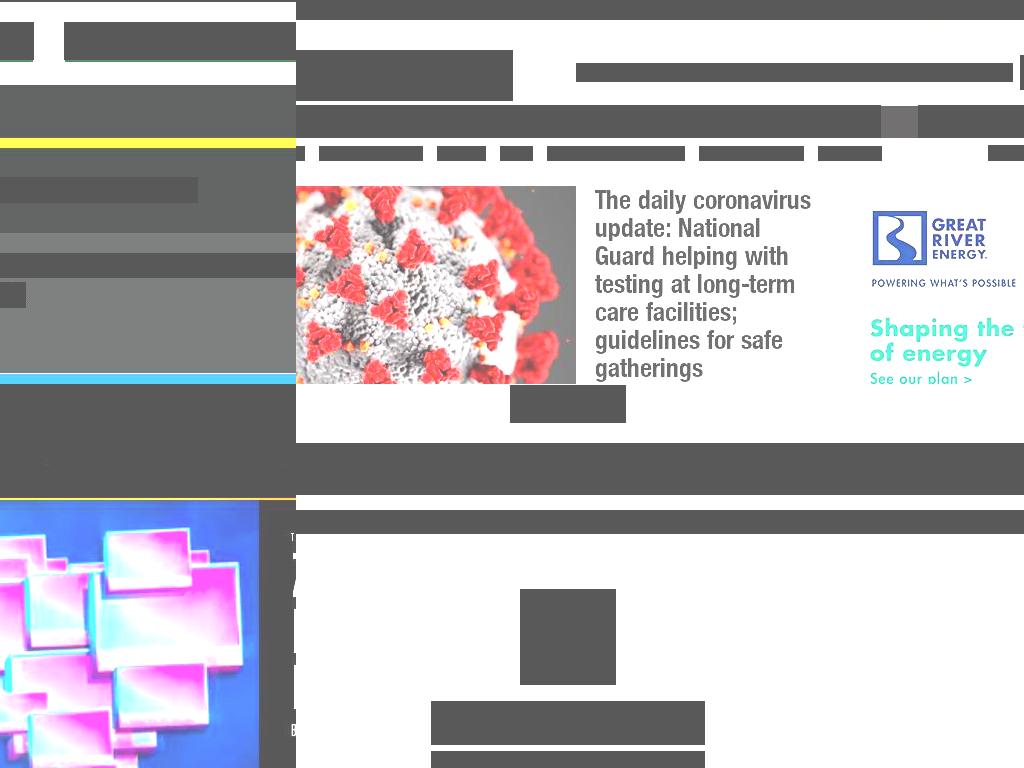 The daily coronavirus
update: National
Guard helping with
testing at long-term
care facilities;
guidelines for safe
gatherings
GREAT
RIVER
ENERGY.
POWERING WHAT'S POSSIBLE
Shaping the
of energy
See our plan >